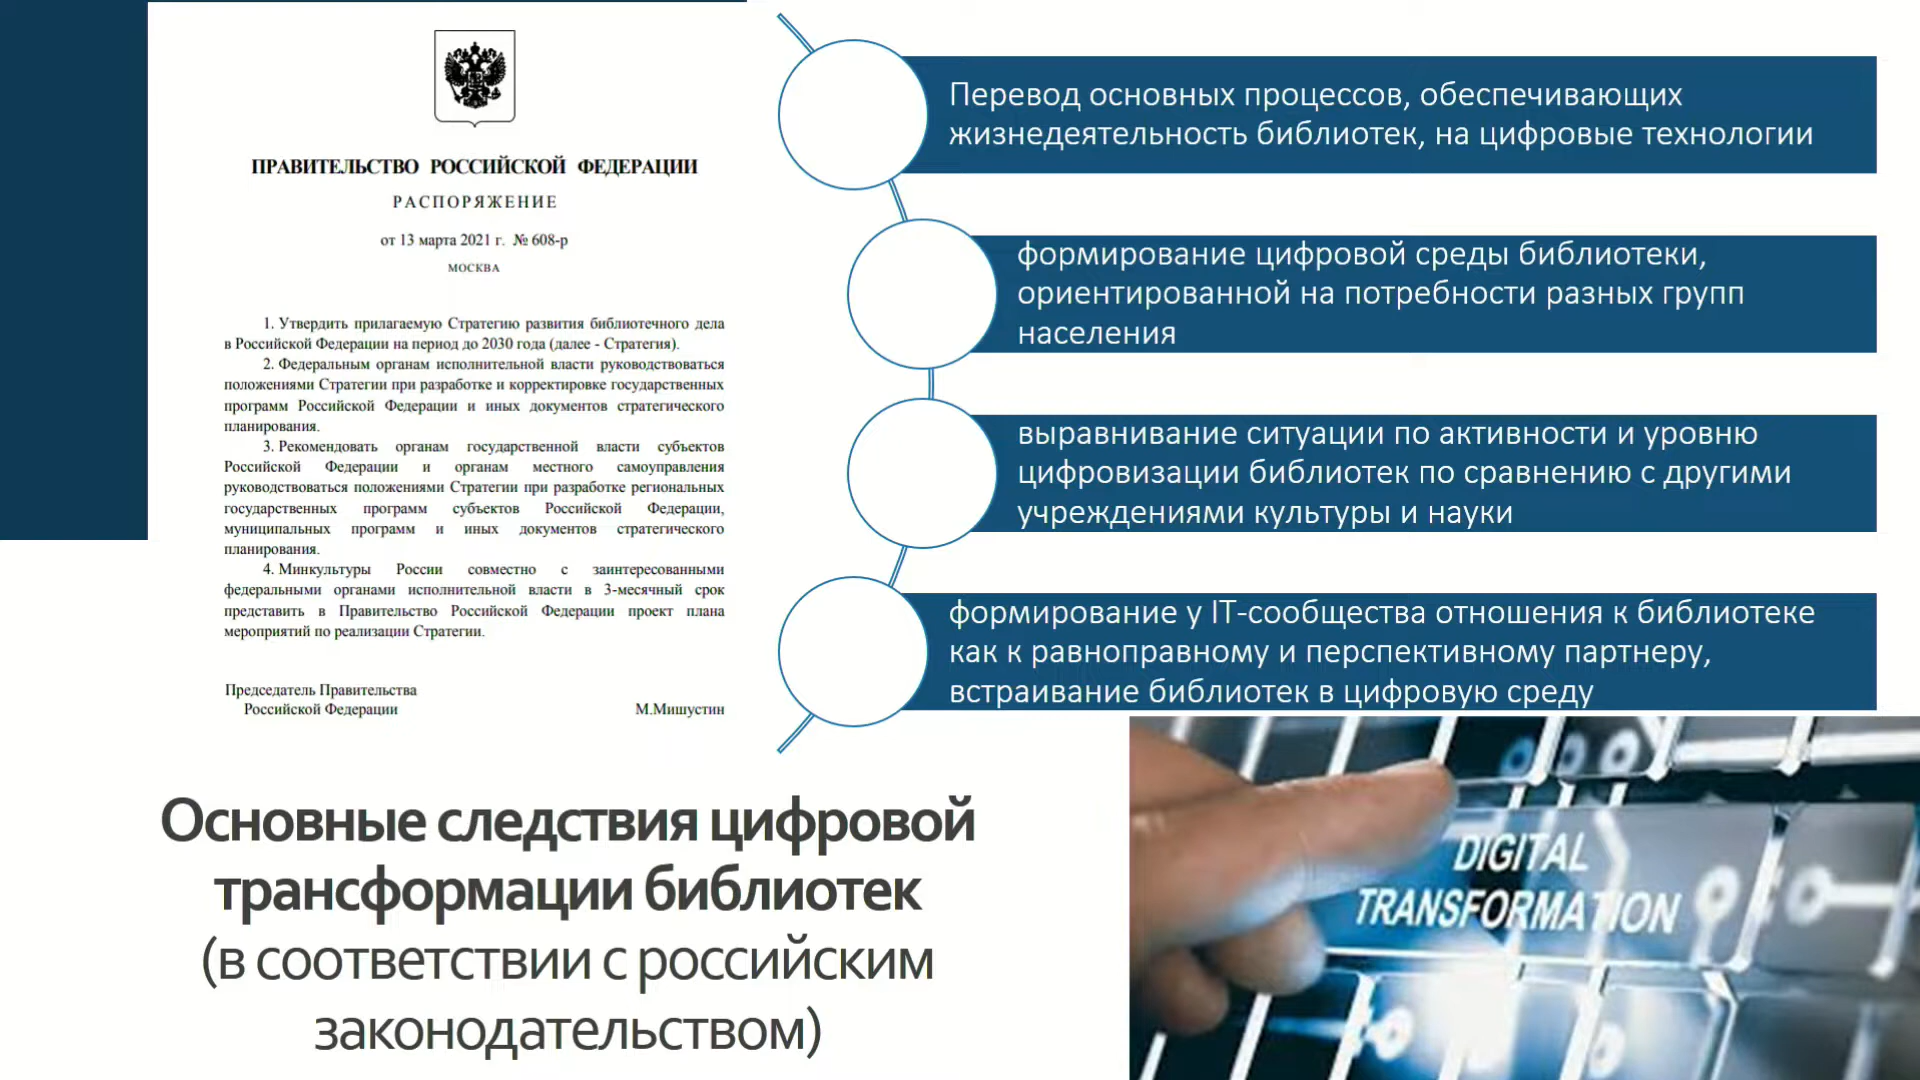 ПРАВИТЕЛЬСТВО РОССИЙСКОЙ ФЕДЕРАЦИИ
РАСПОРЯЖЕНИЕ
от 13 марта 2021 г. № 608-р
МОСКВА
1. Утвердить прилагаемую Стратегию развития библиотечного дела
в Российской Федерации на период до 2030 года (далее - Стратегия).
2. Федеральным органам исполнительной власти руководствоваться
положениями Стратегии при разработке и корректировке государственных
программ Российской Федерации и иных документов стратегического
планирования.
3. Рекомендовать органам государственной власти субъектов
Российской Федерации и органам местного самоуправления
руководствоваться положениями Стратегии при разработке региональных
государственных программ субъектов Российской Федерации,
муниципальных программ и иных документов стратегического
планирования.
4. Минкультуры России совместно с заинтересованными
федеральными органами исполнительной власти в 3-месячный срок
представить в Правительство Российской Федерации проект плана
мероприятий по реализации Стратегии.
Председатель Правительства
Российской Федерации М.Мишустин
Перевод основных процессов, обеспечивающих
жизнедеятельность библиотек, на цифровые технологии
формирование цифровой среды библиотеки,
ориентированной на потребности разных групп
населения
выравнивание ситуации по активности и уровню
цифровизации библиотек по сравнению с другими
учреждениями культуры и науки
формирование у IT-сообщества отношения к библиотеке
как к равноправному и перспективному партнеру,
встраивание библиотек в цифровую среду
Основные следствия цифровой
трансформации библиотек
(в соответствии с российским
законодательством)
DIGITAL
TRANSFORMATION